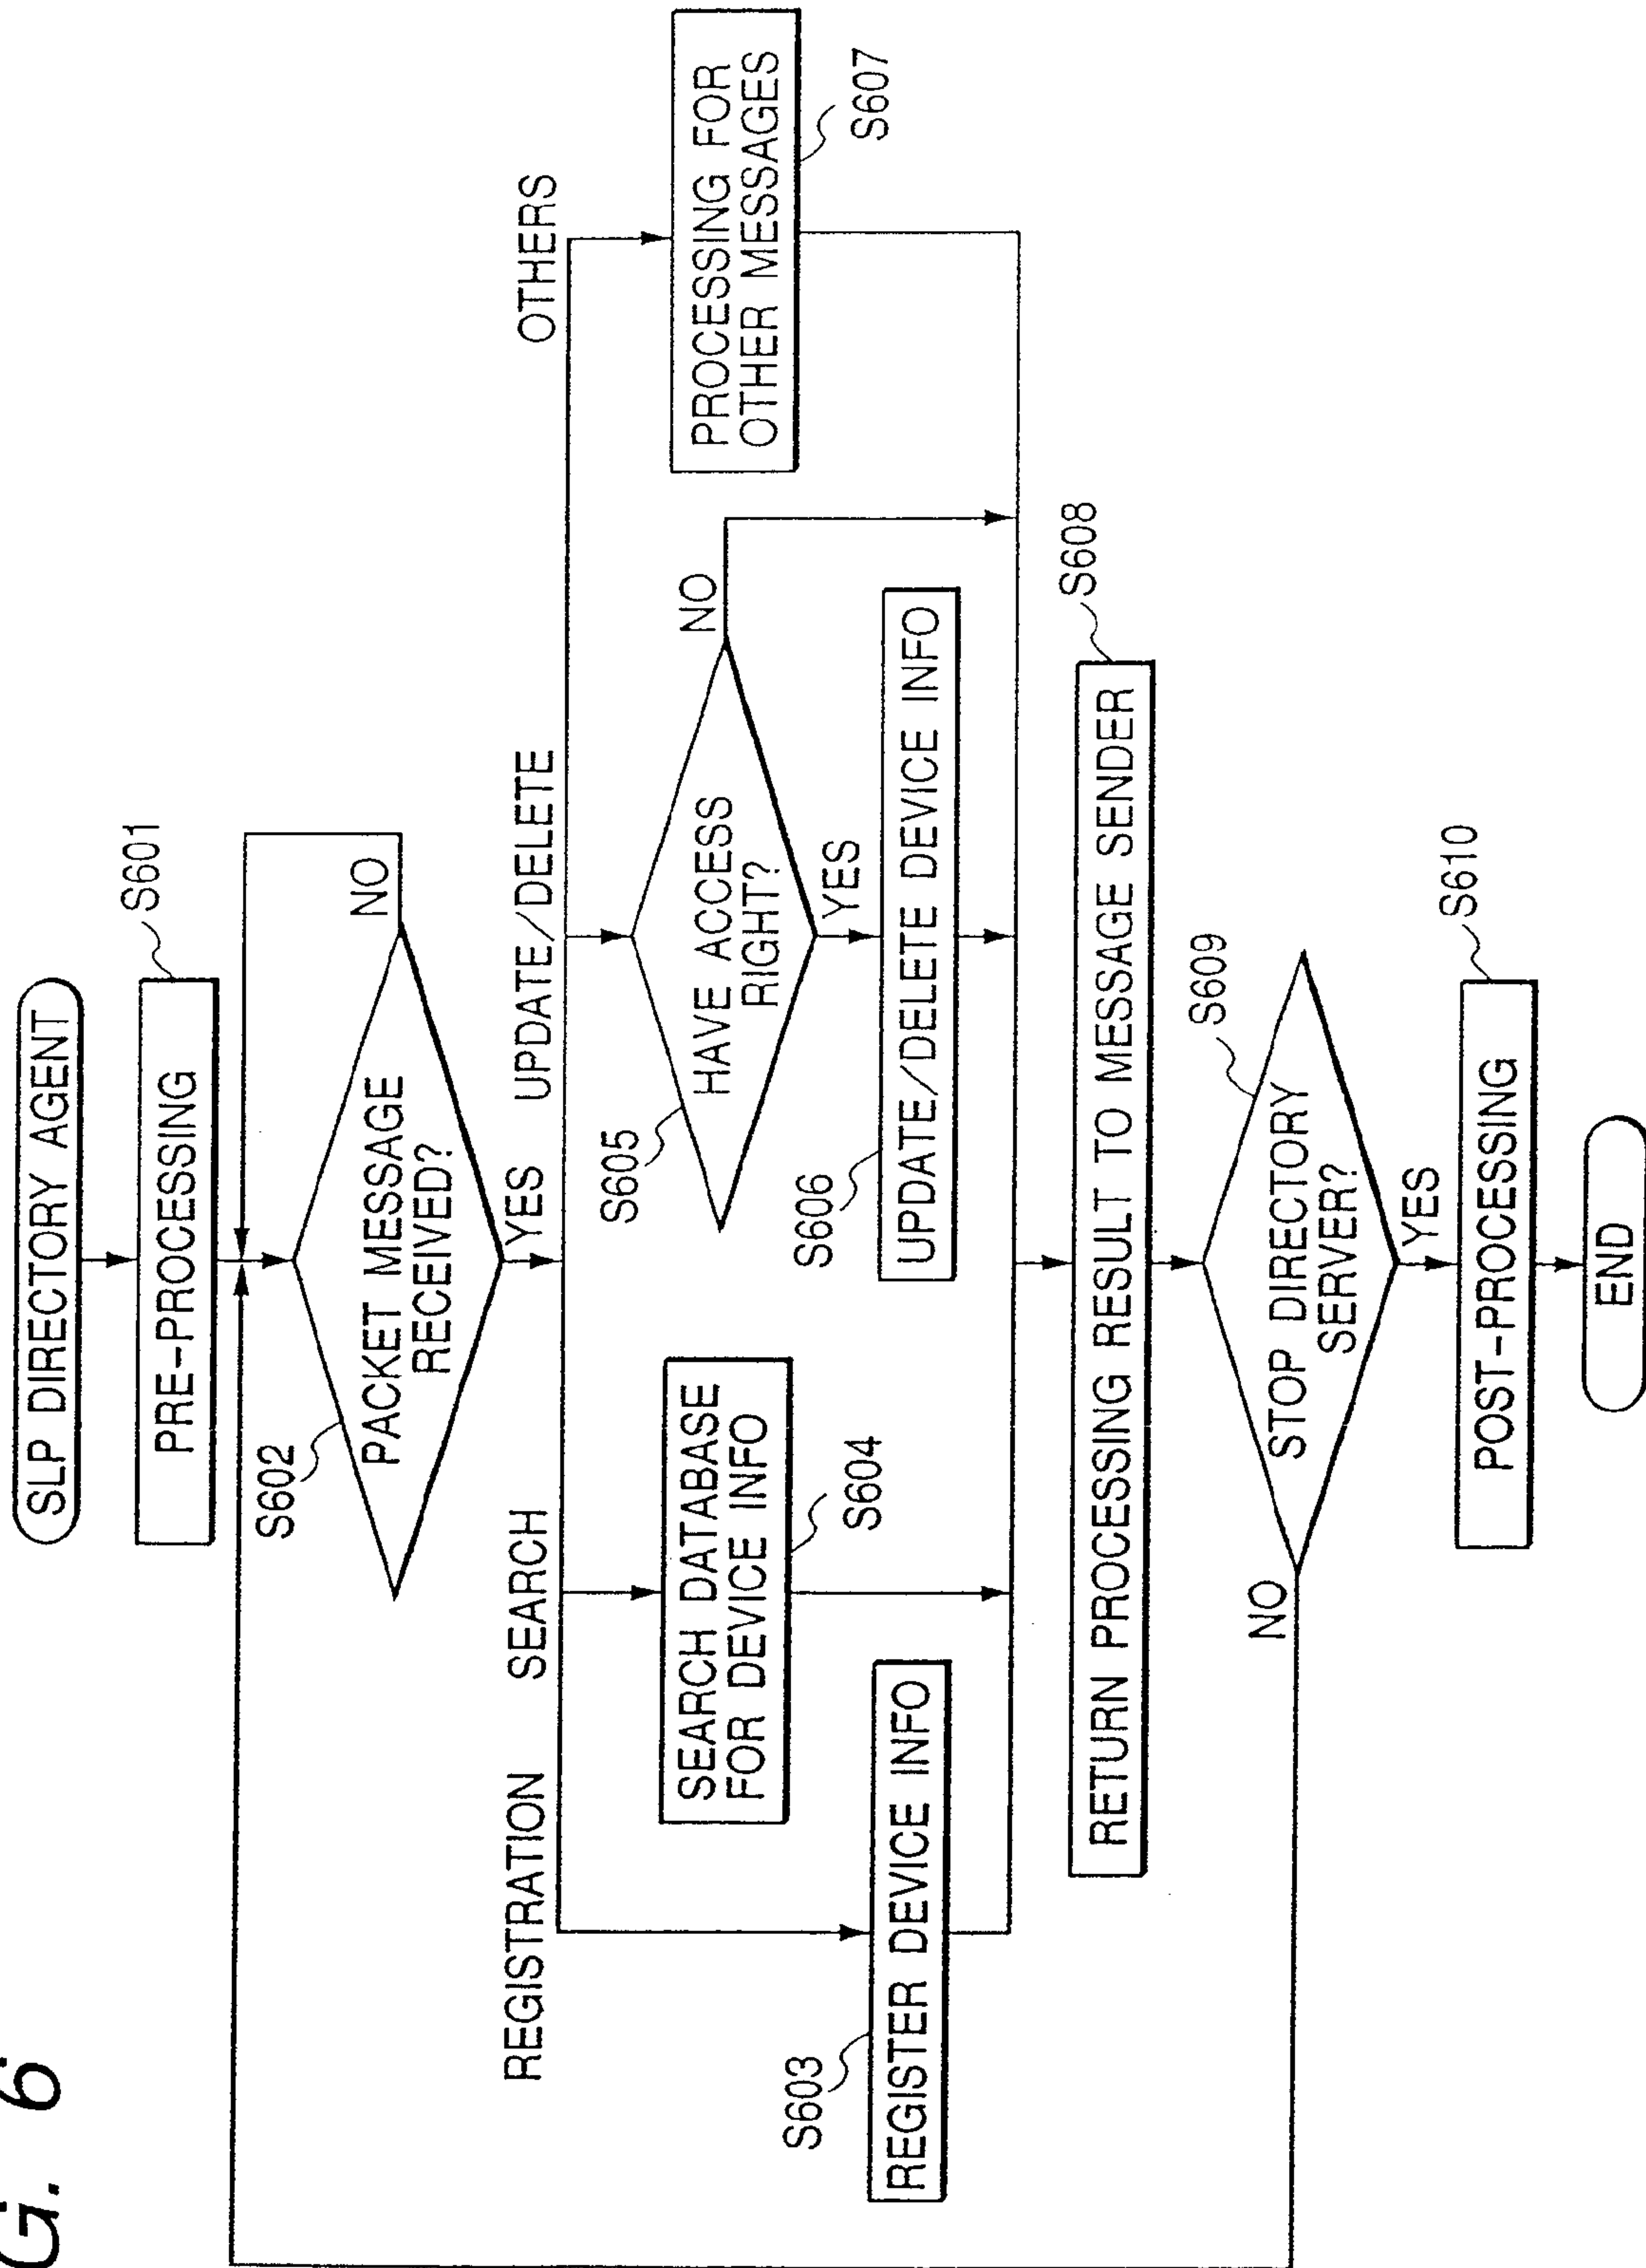 G. 6
SLP DIRECTORY AGENT
PRE-PROCESSING
S601
S602
PACKET MESSAGE
RECEIVED?
NO
YES
REGISTRATION
SEARCH
UPDATE/DELETE
OTHERS
S603
REGISTER DEVICE INFO
SEARCH DATABASE
FOR DEVICE INFO
S604
S605
HAVE ACCESS
RIGHT?
NO
YES
S606
UPDATE/DELETE DEVICE INFO
PROCESSING FOR
OTHER MESSAGES
S607
S608
RETURN PROCESSING RESULT TO MESSAGE SENDER
S609
STOP DIRECTORY
SERVER?
NO
YES
S610
POST-PROCESSING
END